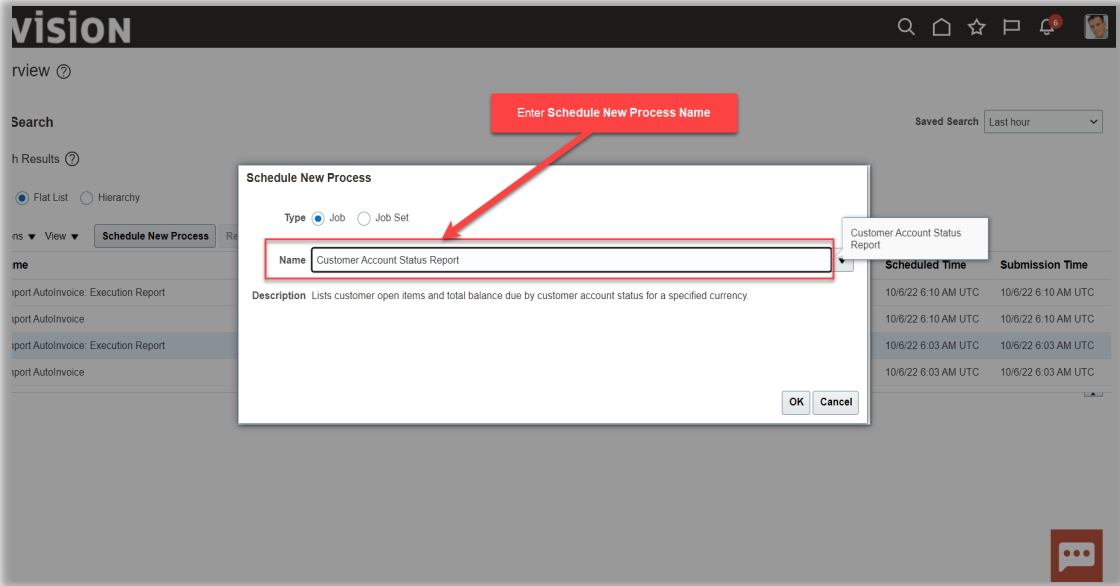 vision
6
rview ?
Enter Schedule New Process Name
Search
Saved Search Last hour
h Results ?
Flat List Hierarchy
ns View Schedule New Process Re
Schedule New Process
Type Job Job Set
Customer Account Status
Report
Name Customer Account Status Report
me Scheduled Time Submission Time
Description Lists customer open items and total balance due by customer account status for a specified currency.
nport AutoInvoice: Execution Report 10/6/22 6:10 AM UTC 10/6/22 6:10 AM UTC
nport AutoInvoice 10/6/22 6:10 AM UTC 10/6/22 6:10 AM UTC
nport AutoInvoice: Execution Report 10/6/22 6:03 AM UTC 10/6/22 6:03 AM UTC
nport AutoInvoice 10/6/22 6:03 AM UTC 10/6/22 6:03 AM UTC
OK Cancel